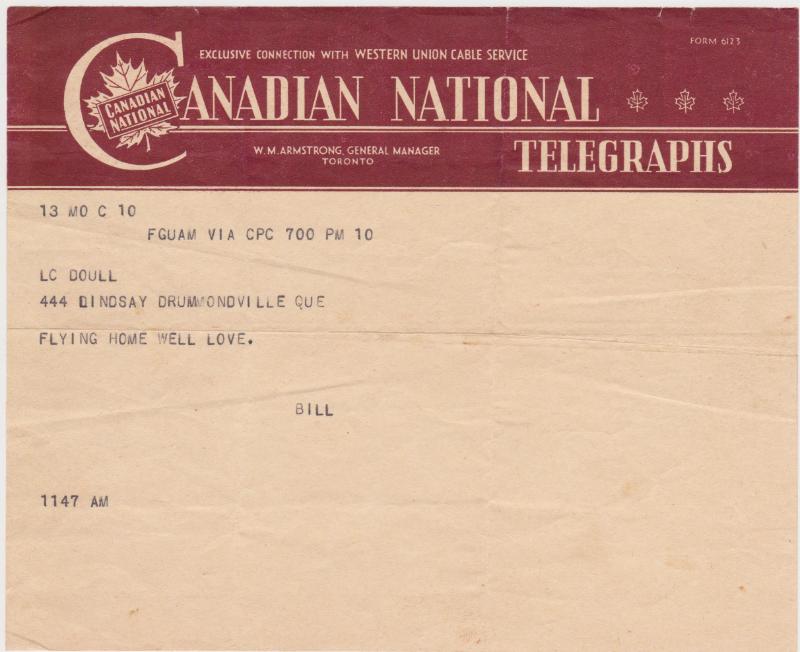 FORM 6123
EXCLUSIVE CONNECTION WITH WESTERN UNION CABLE SERVICE
CANADIAN NATIONAL
CANADIAN NATIONAL
TELEGRAPHS
W. M. ARMSTRONG, GENERAL MANAGER
TORONTO
13 MO C 10
FGUAM VIA CPC 700 PM 10
LC DOULL
444 LINDSAY DRUMMONDVILLE QUE
FLYING HOME WELL LOVE.
BILL
1147 AM